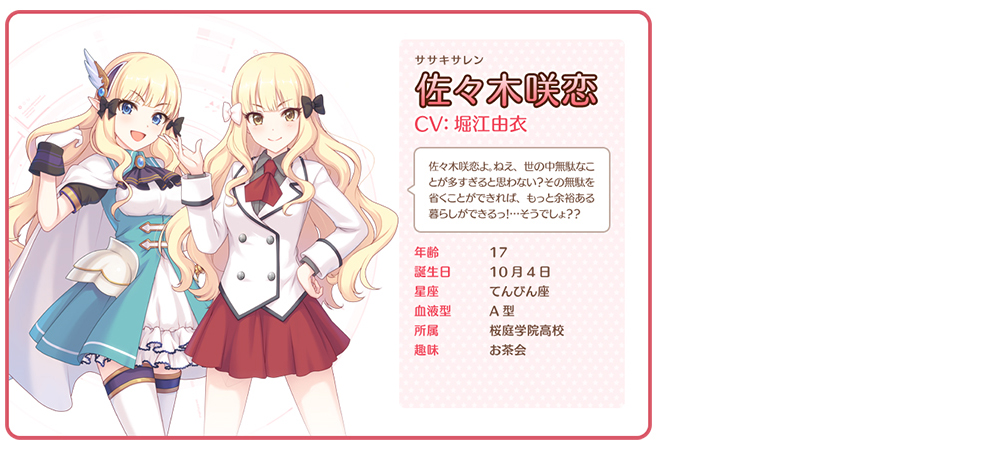 ササキサレン
佐々木咲恋
CV: 堀江由衣
佐々木咲恋よ。ねえ、世の中無駄なこ
とが多すぎると思わない?その無駄を
省くことができれば、もっと余裕ある
暮らしができるっ!…そうでしょ??
年齢 17
誕生日 10月4日
星座 てんびん座
血液型 A型
所属 桜庭学院高校
趣味 お茶会